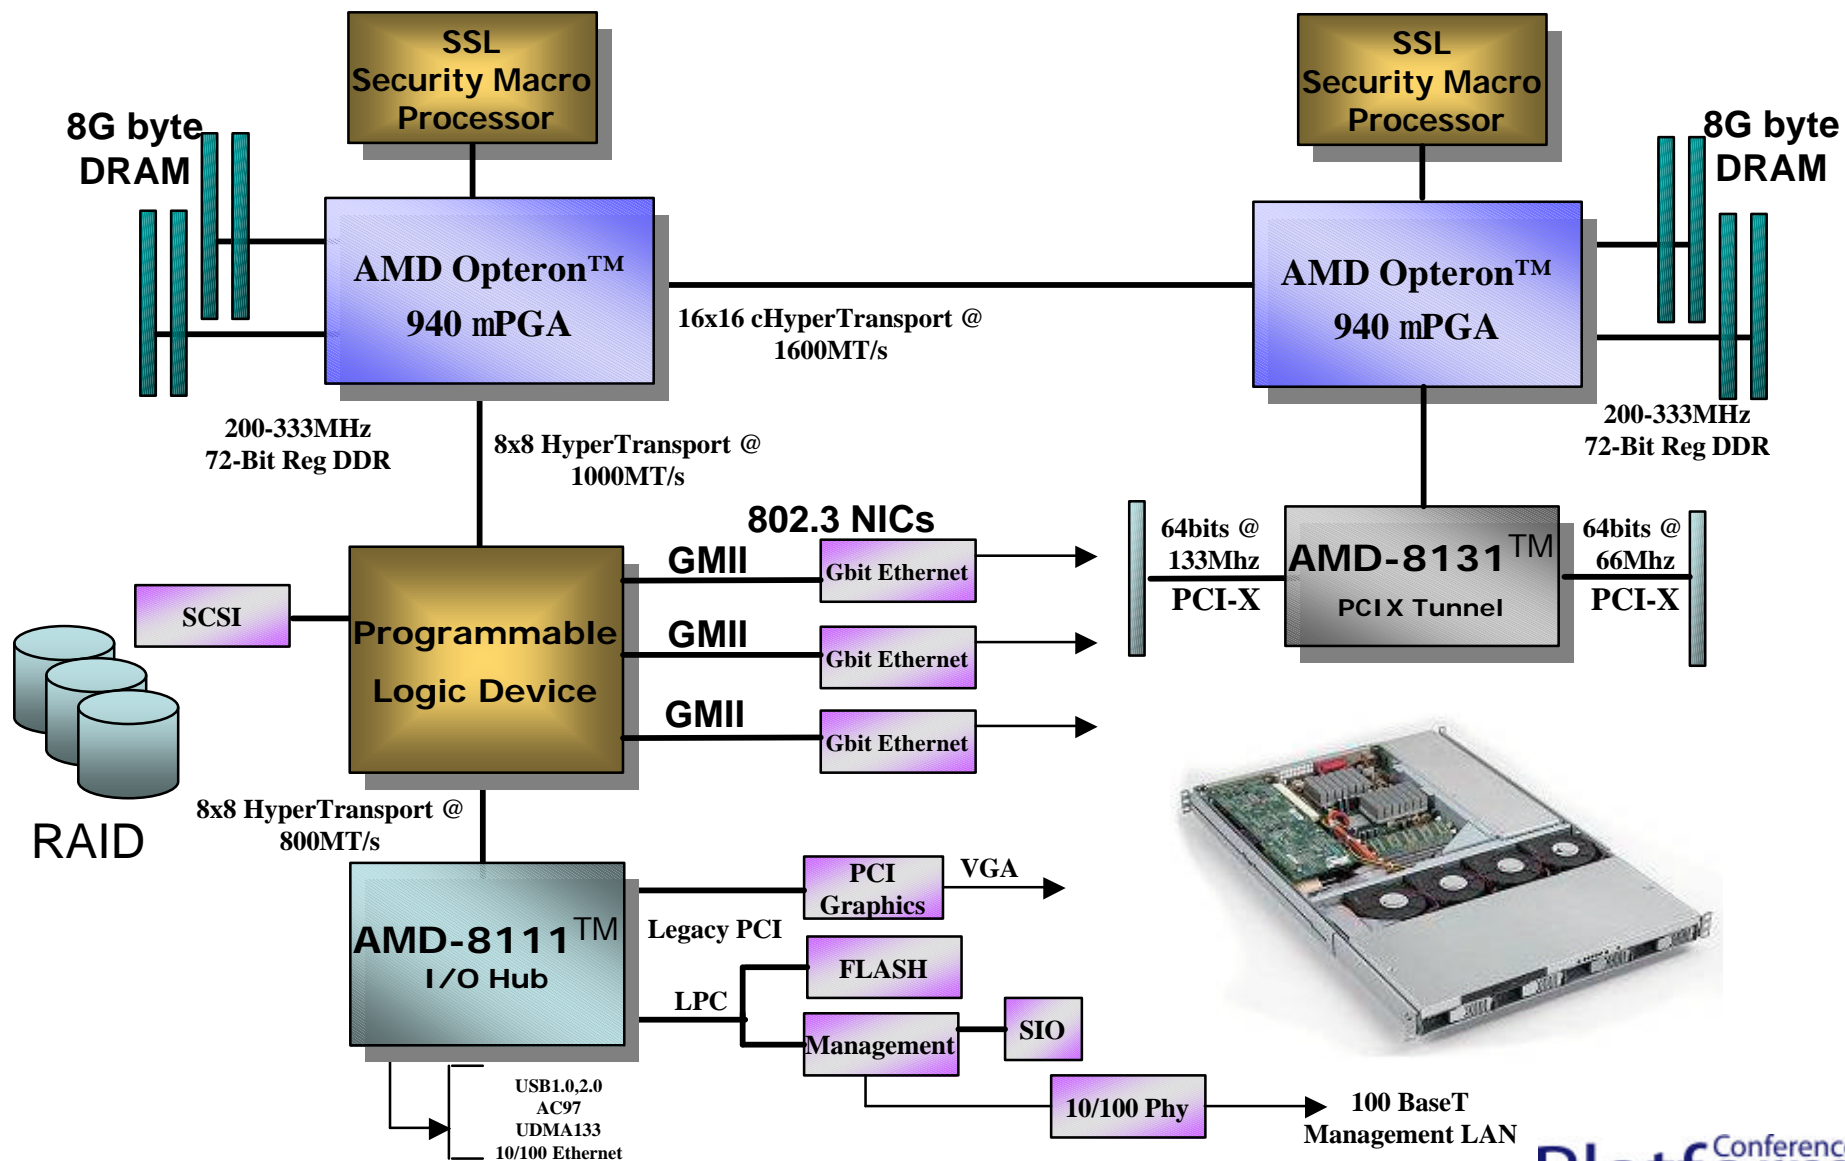 SSL
Security Macro
Processor
SSL
Security Macro
Processor
8G byte
DRAM
8G byte
DRAM
AMD Opteron™
940 mPGA
AMD Opteron™
940 mPGA
16x16 cHyperTransport @
1600MT/s
200-333MHz
72-Bit Reg DDR
8x8 HyperTransport @
1000MT/s
200-333MHz
72-Bit Reg DDR
802.3 NICs
GMII
Gbit Ethernet
64bits @
133Mhz
PCI-X
AMD-8131™
PCIX Tunnel
64bits @
66Mhz
PCI-X
SCSI
Programmable
Logic Device
GMII
Gbit Ethernet
GMII
Gbit Ethernet
RAID
8x8 HyperTransport @
800MT/s
PCI
Graphics
VGA
AMD-8111™
I/O Hub
Legacy PCI
FLASH
LPC
Management
SIO
USB1.0,2.0
AC97
UDMA133
10/100 Ethernet
10/100 Phy
100 BaseT
Management LAN